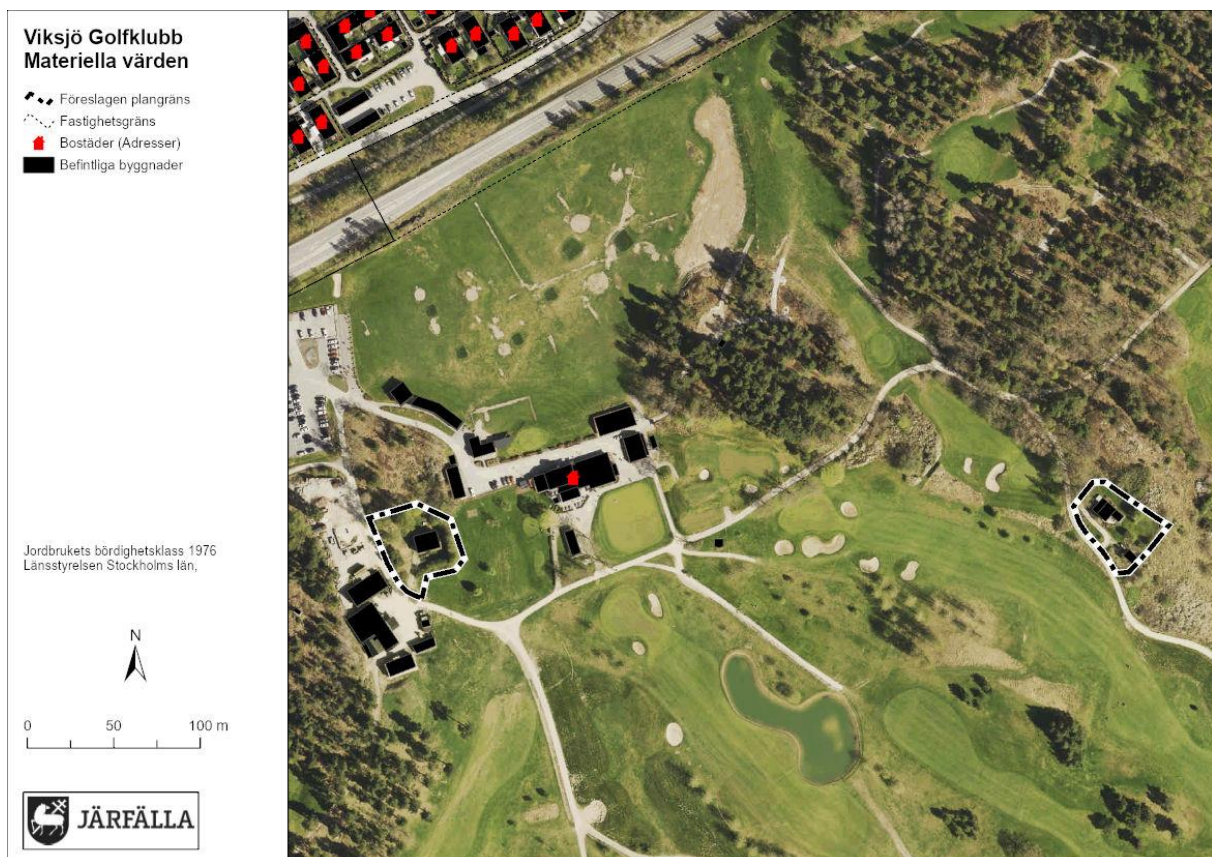 Viksjö Golfklubb
Materiella värden
Föreslagen plangräns
Fastighetsgräns
Bostäder (Adresser)
Befintliga byggnader
Jordbrukets bördighetsklass 1976
Länsstyrelsen Stockholms län,
N
0 50 100 m
JÄRFÄLLA